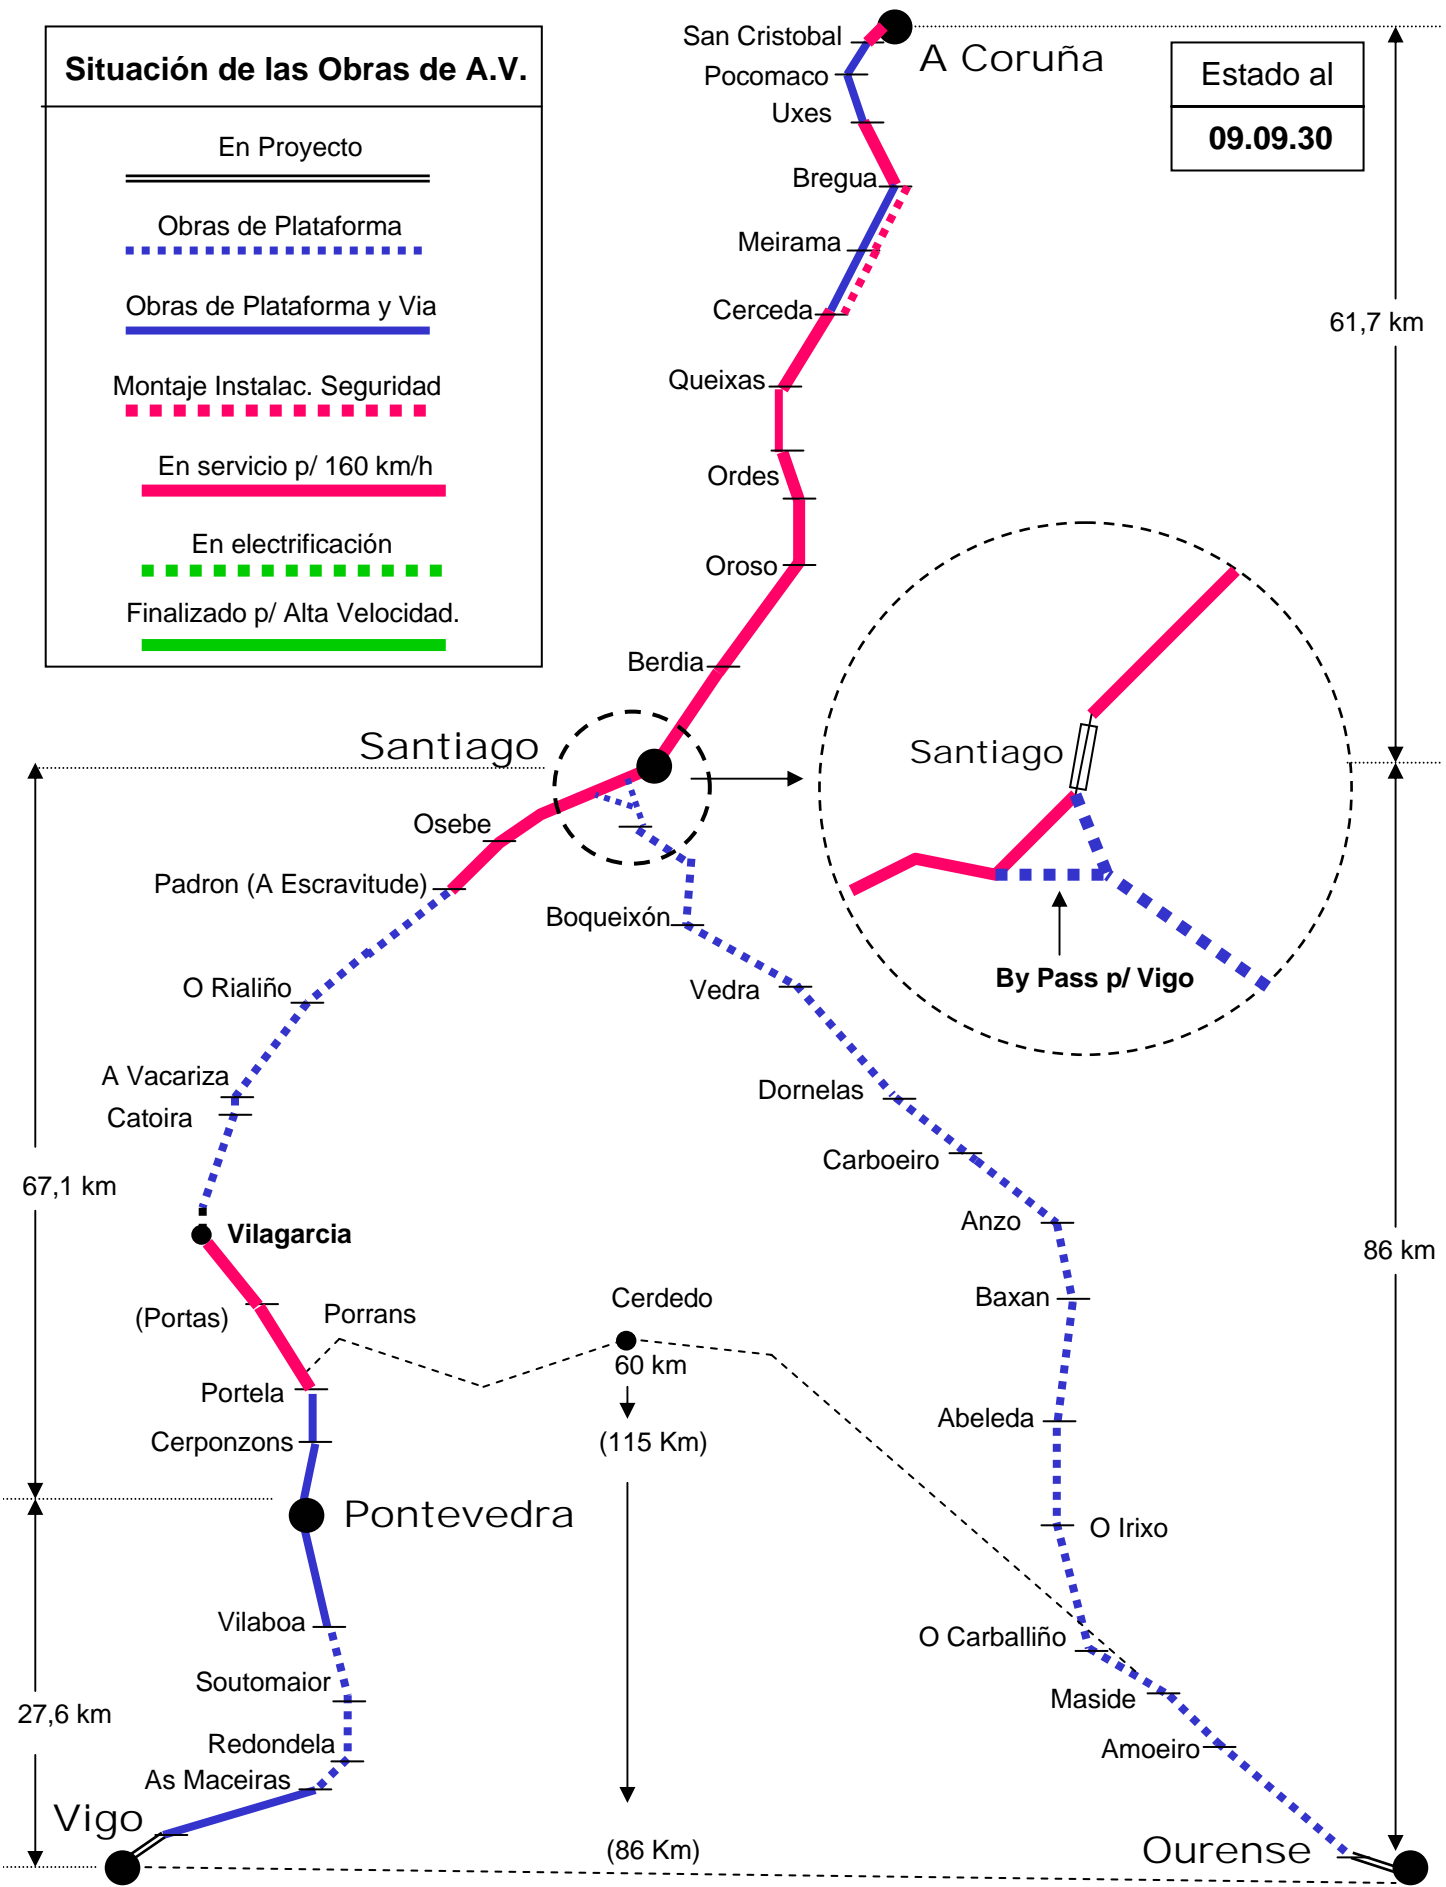 Situación de las Obras de A.V.
En Proyecto
Obras de Plataforma
Obras de Plataforma y Via
Montaje Instalac. Seguridad
En servicio p/ 160 km/h
En electrificación
Finalizado p/ Alta Velocidad.
San Cristobal
A Coruña
Estado al
09.09.30
Pocomaco
Uxes
Bregua
Meirama
Cerceda
61,7 km
Queixas
Ordes
Oroso
Berdia
Santiago
Santiago
By Pass p/ Vigo
Osebe
Padron (A Escravitude)
Boqueixón
O Rialiño
Vedra
A Vacariza
Catoira
Dornelas
Carboeiro
67,1 km
Vilagarcia
Anzo
86 km
Baxan
(Portas)
Porrans
Cerdedo
60 km
Portela
Abeleda
Cerponzons
(115 Km)
Pontevedra
O Irixo
Vilaboa
O Carballiño
Soutomaior
Maside
27,6 km
Redondela
Amoeiro
As Maceiras
Vigo
(86 Km)
Ourense